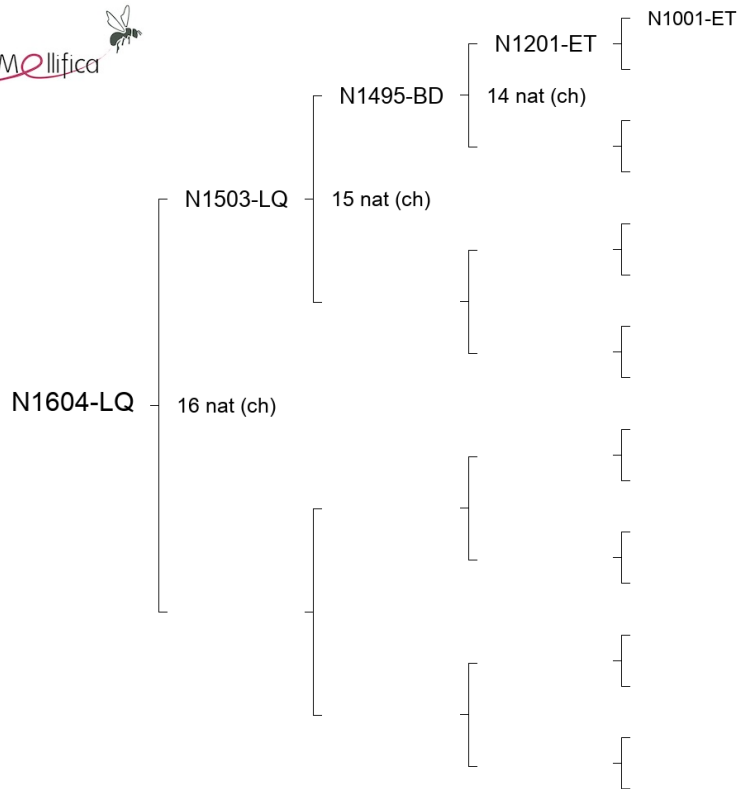 Mellifica
N1001-ET
N1201-ET
N1495-BD
14 nat (ch)
N1503-LQ
15 nat (ch)
N1604-LQ
16 nat (ch)